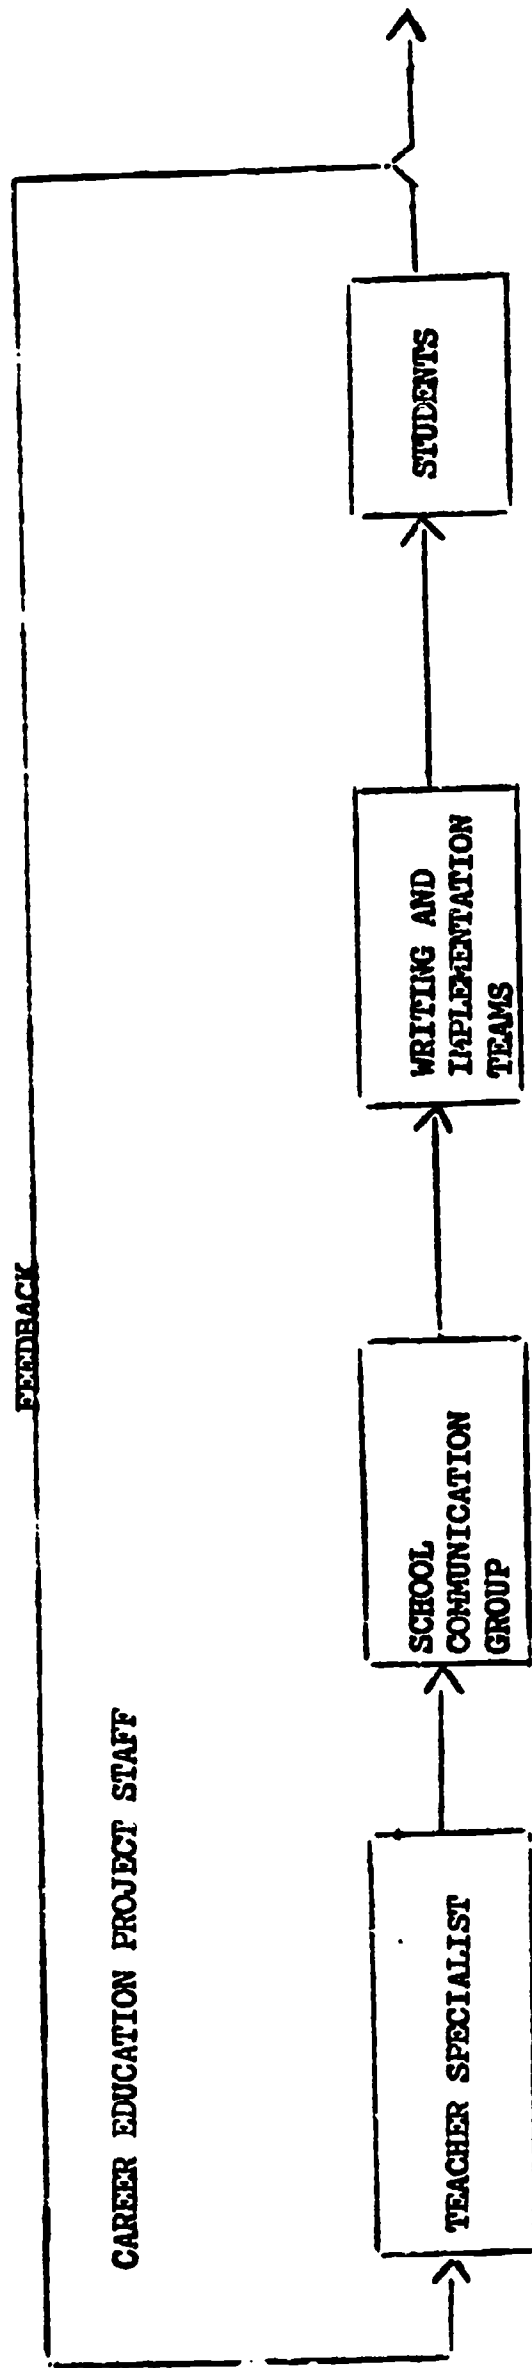 FEEDBACK
CAREER EDUCATION PROJECT STAFF
TEACHER SPECIALIST
SCHOOL
COMMUNICATION
GROUP
WRITING AND
IMPLEMENTATION
TEAMS
STUDENTS